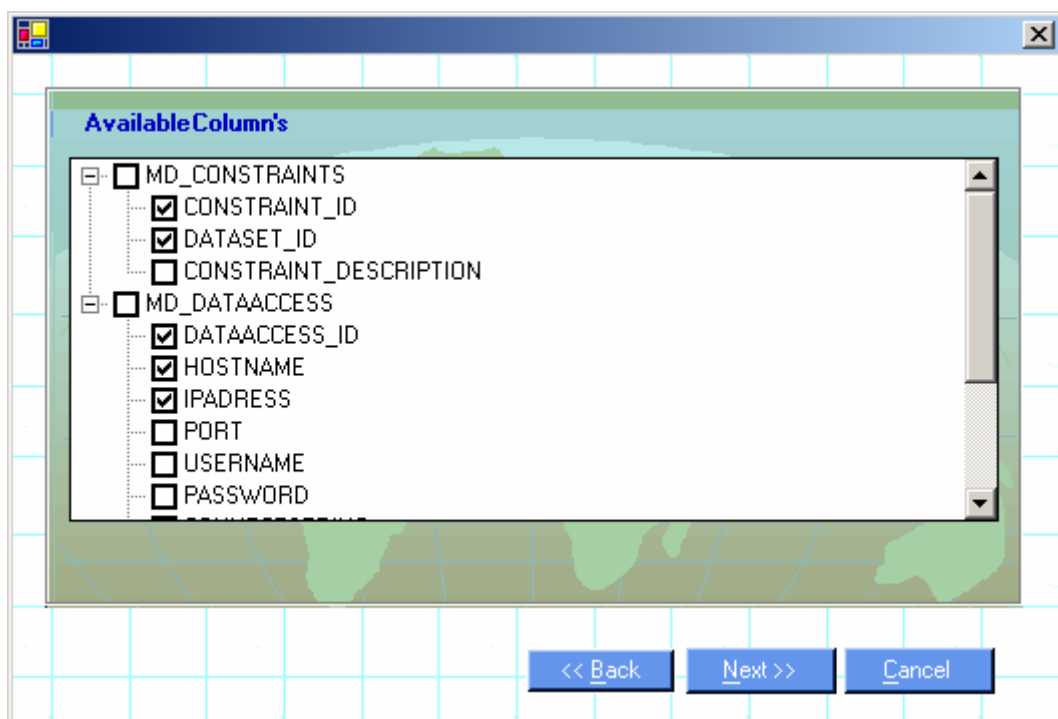 AvailableColumn's
MD_CONSTRAINTS
CONSTRAINT_ID
DATASET_ID
CONSTRAINT_DESCRIPTION
MD_DATAACCESS
DATAACCESS_ID
HOSTNAME
IPADRESS
PORT
USERNAME
PASSWORD
<< Back Next >> Cancel